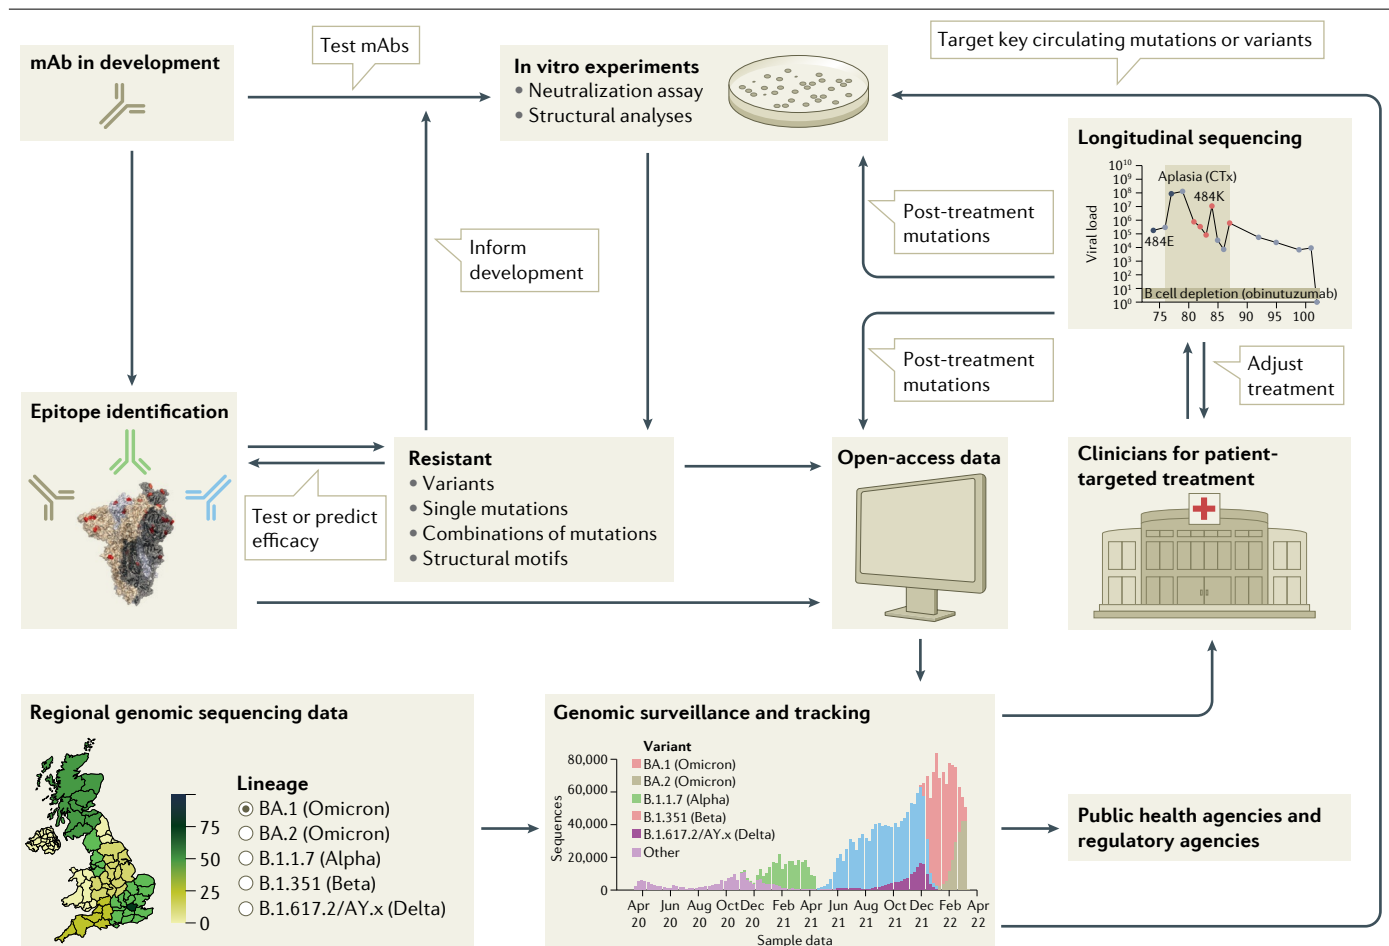 mAb in development
Test mAbs
In vitro experiments
• Neutralization assay
• Structural analyses
Target key circulating mutations or variants
Longitudinal sequencing
10¹⁰
10⁹
10⁸
10⁷
10⁶
10⁵
10⁴
10³
10²
10¹
10⁰
Viral load
Aplasia (CTx)
484K
484E
B cell depletion (obinutuzumab)
75 80 85 90 95 100
Post-treatment
mutations
Inform
development
Post-treatment
mutations
Adjust
treatment
Epitope identification
Test or predict
efficacy
Resistant
• Variants
• Single mutations
• Combinations of mutations
• Structural motifs
Open-access data
Clinicians for patient-
targeted treatment
Regional genomic sequencing data
75
50
25
0
Lineage
BA.1 (Omicron)
BA.2 (Omicron)
B.1.1.7 (Alpha)
B.1.351 (Beta)
B.1.617.2/AY.x (Delta)
Genomic surveillance and tracking
Variant
BA.1 (Omicron)
BA.2 (Omicron)
B.1.1.7 (Alpha)
B.1.351 (Beta)
B.1.617.2/AY.x (Delta)
Other
80,000
60,000
40,000
20,000
0
Sequences
Apr Jun Aug Oct Dec Feb Apr Jun Aug Oct Dec Feb Apr
20 20 20 20 20 21 21 21 21 21 21 22 22
Sample data
Public health agencies and
regulatory agencies